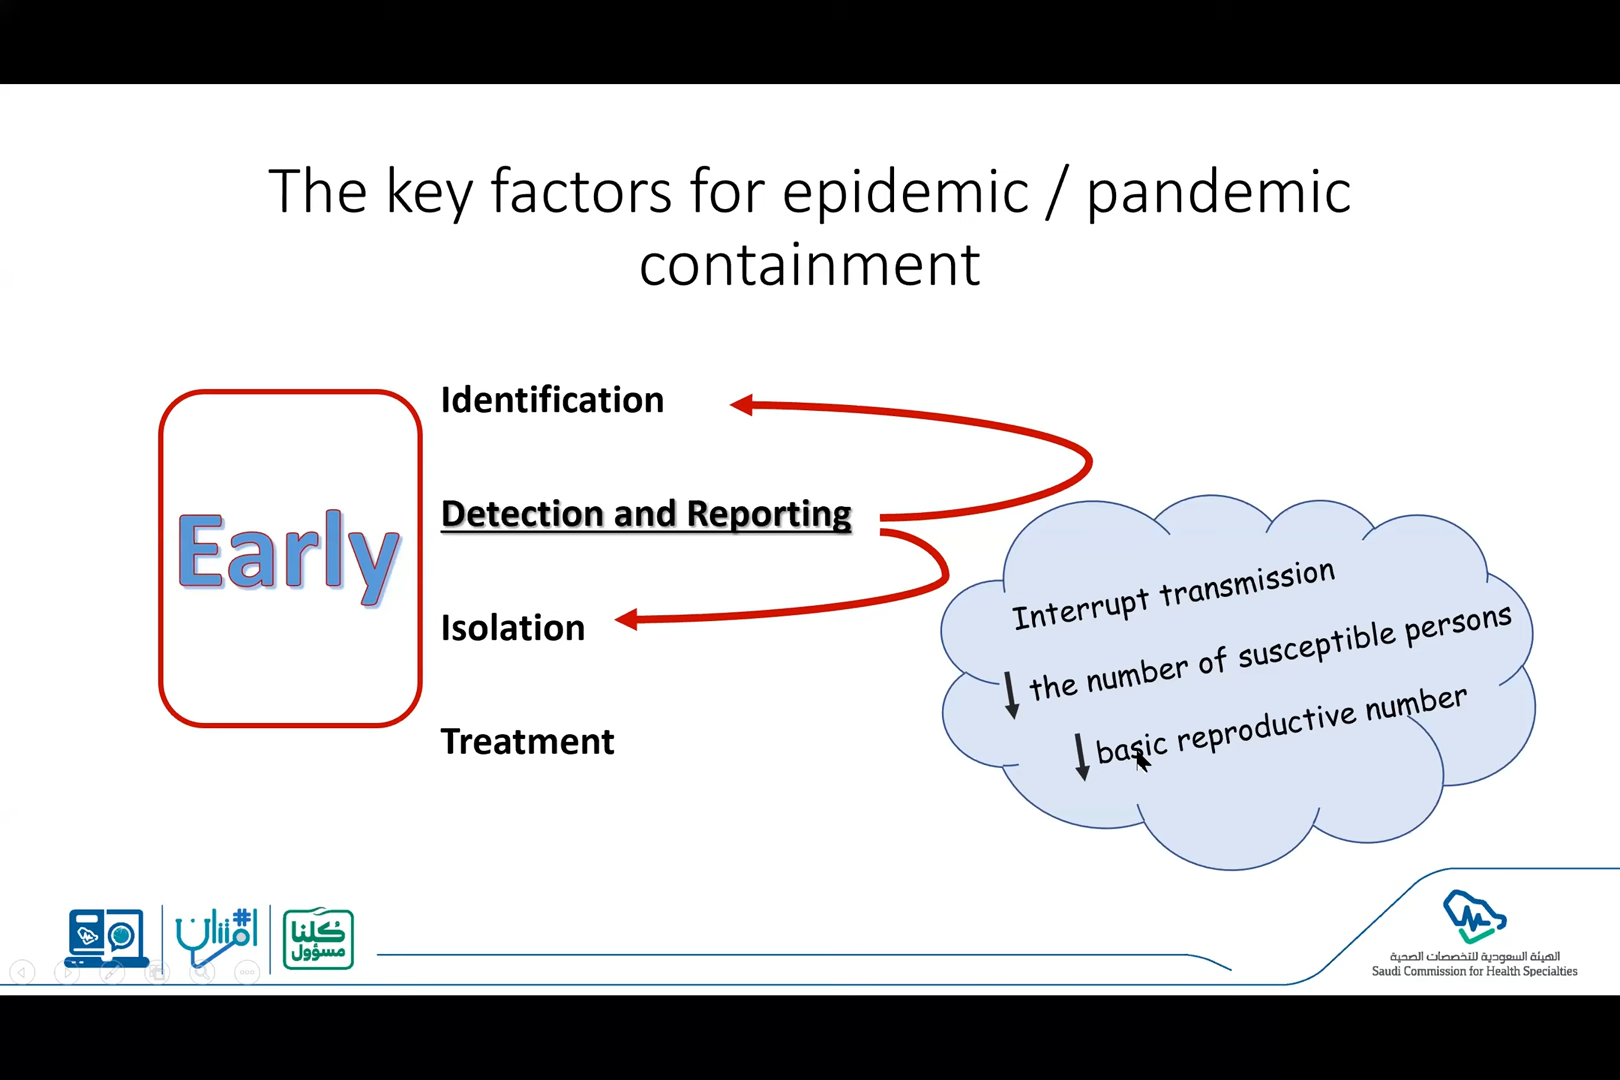 The key factors for epidemic / pandemic
containment
Early
Identification
Detection and Reporting
Isolation
Treatment
Interrupt transmission
↓ the number of susceptible persons
↓ basic reproductive number
#امتنان
كلنا
مسؤول
الهيئة السعودية للتخصصات الصحية
Saudi Commission for Health Specialties